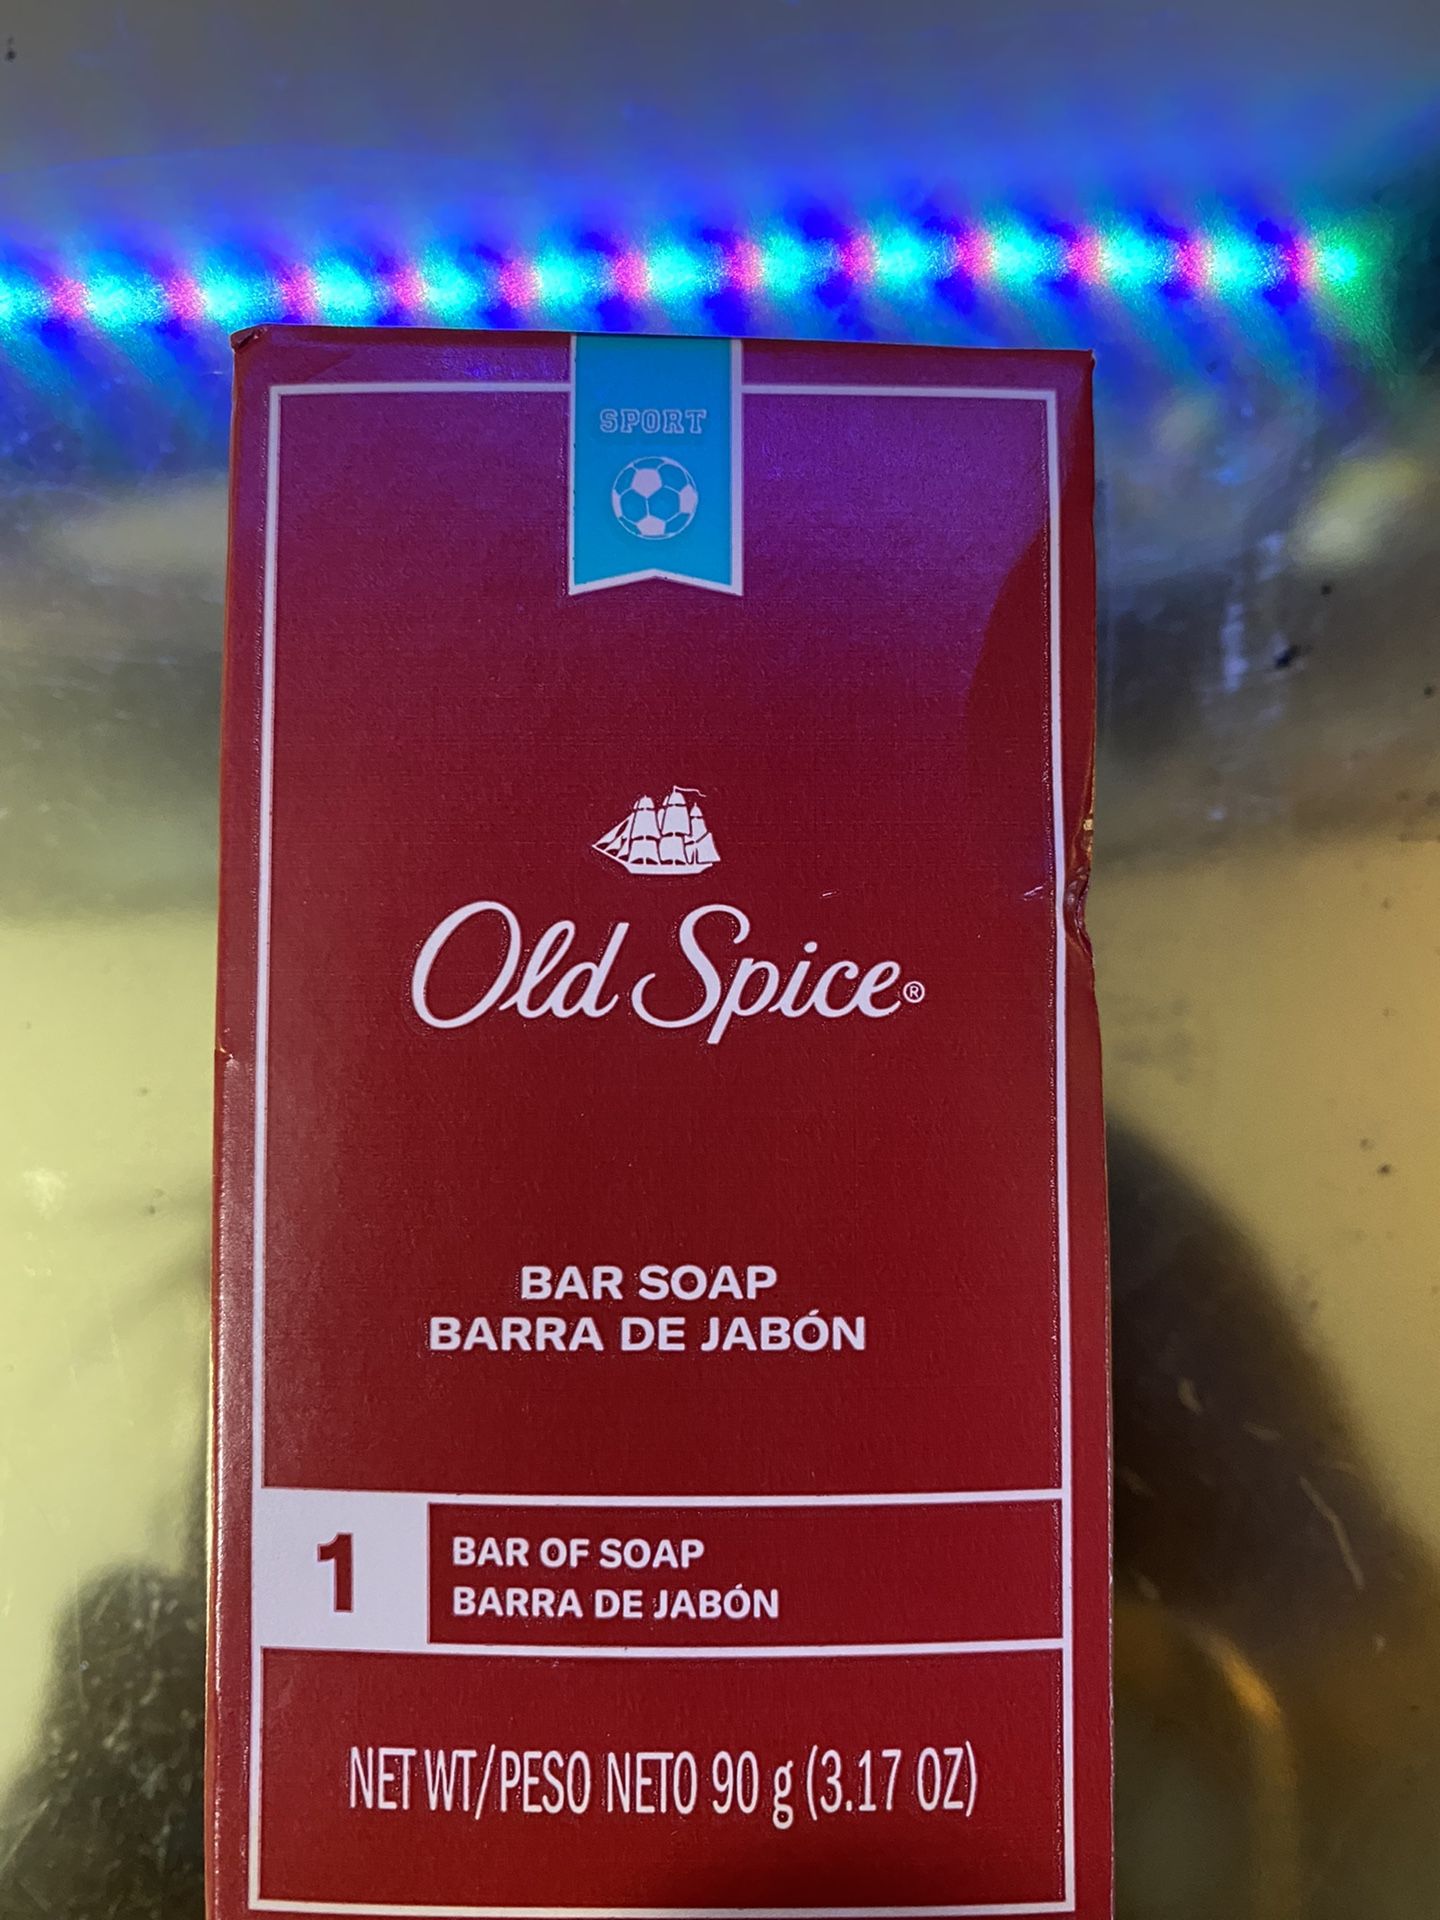 SPORT
Old Spice®
BAR SOAP
BARRA DE JABÓN
1
BAR OF SOAP
BARRA DE JABÓN
NET WT/PESO NETO 90 g (3.17 OZ)